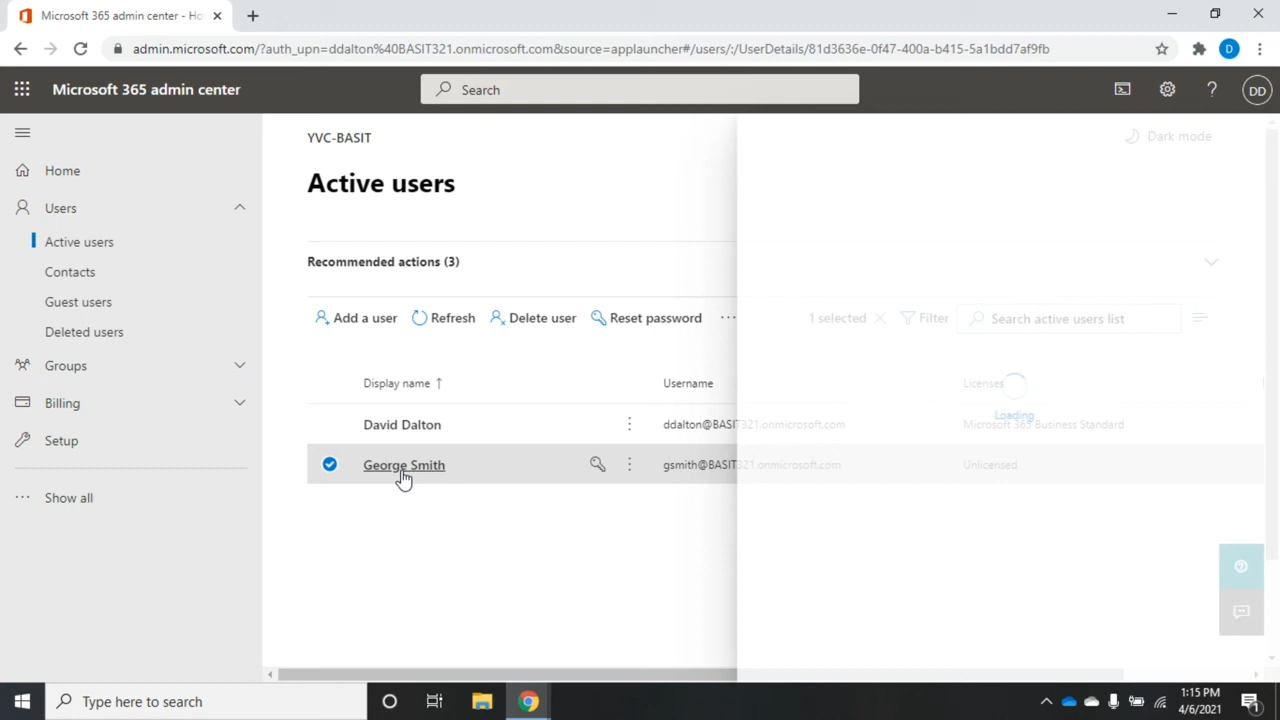 Microsoft 365 admin center - Ho
admin.microsoft.com/?auth_upn=ddalton%40BASIT321.onmicrosoft.com&source=applauncher#/users/:/UserDetails/81d3636e-0f47-400a-b415-5a1bdd7af9fb
D
Microsoft 365 admin center
Search
DD
Home
Users
Active users
Contacts
Guest users
Deleted users
Groups
Billing
Setup
Show all
YVC-BASIT
Dark mode
Active users
Recommended actions (3)
Add a user
Refresh
Delete user
Reset password
1 selected
Filter
Search active users list
Display name ↑
Username
Licenses
Loading
David Dalton
ddalton@BASIT321.onmicrosoft.com
Microsoft 365 Business Standard
George Smith
gsmith@BASIT321.onmicrosoft.com
Unlicensed
Type here to search
1:15 PM
4/6/2021
1